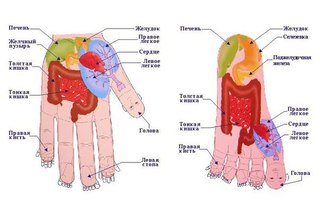 Печень
Желчный
пузырь
Толстая
кишка
Тонкая
кишка
Правая
кисть
Желудок
Правое
легкое
Сердце
Левое
легкое
Голова
Левая
стопа
Печень
Толстая
кишка
Тонкая
кишка
Правая
кисть
Желудок
Селезенка
Поджелудочная
железа
Правое
легкое
Сердце
Левое
легкое
Голова